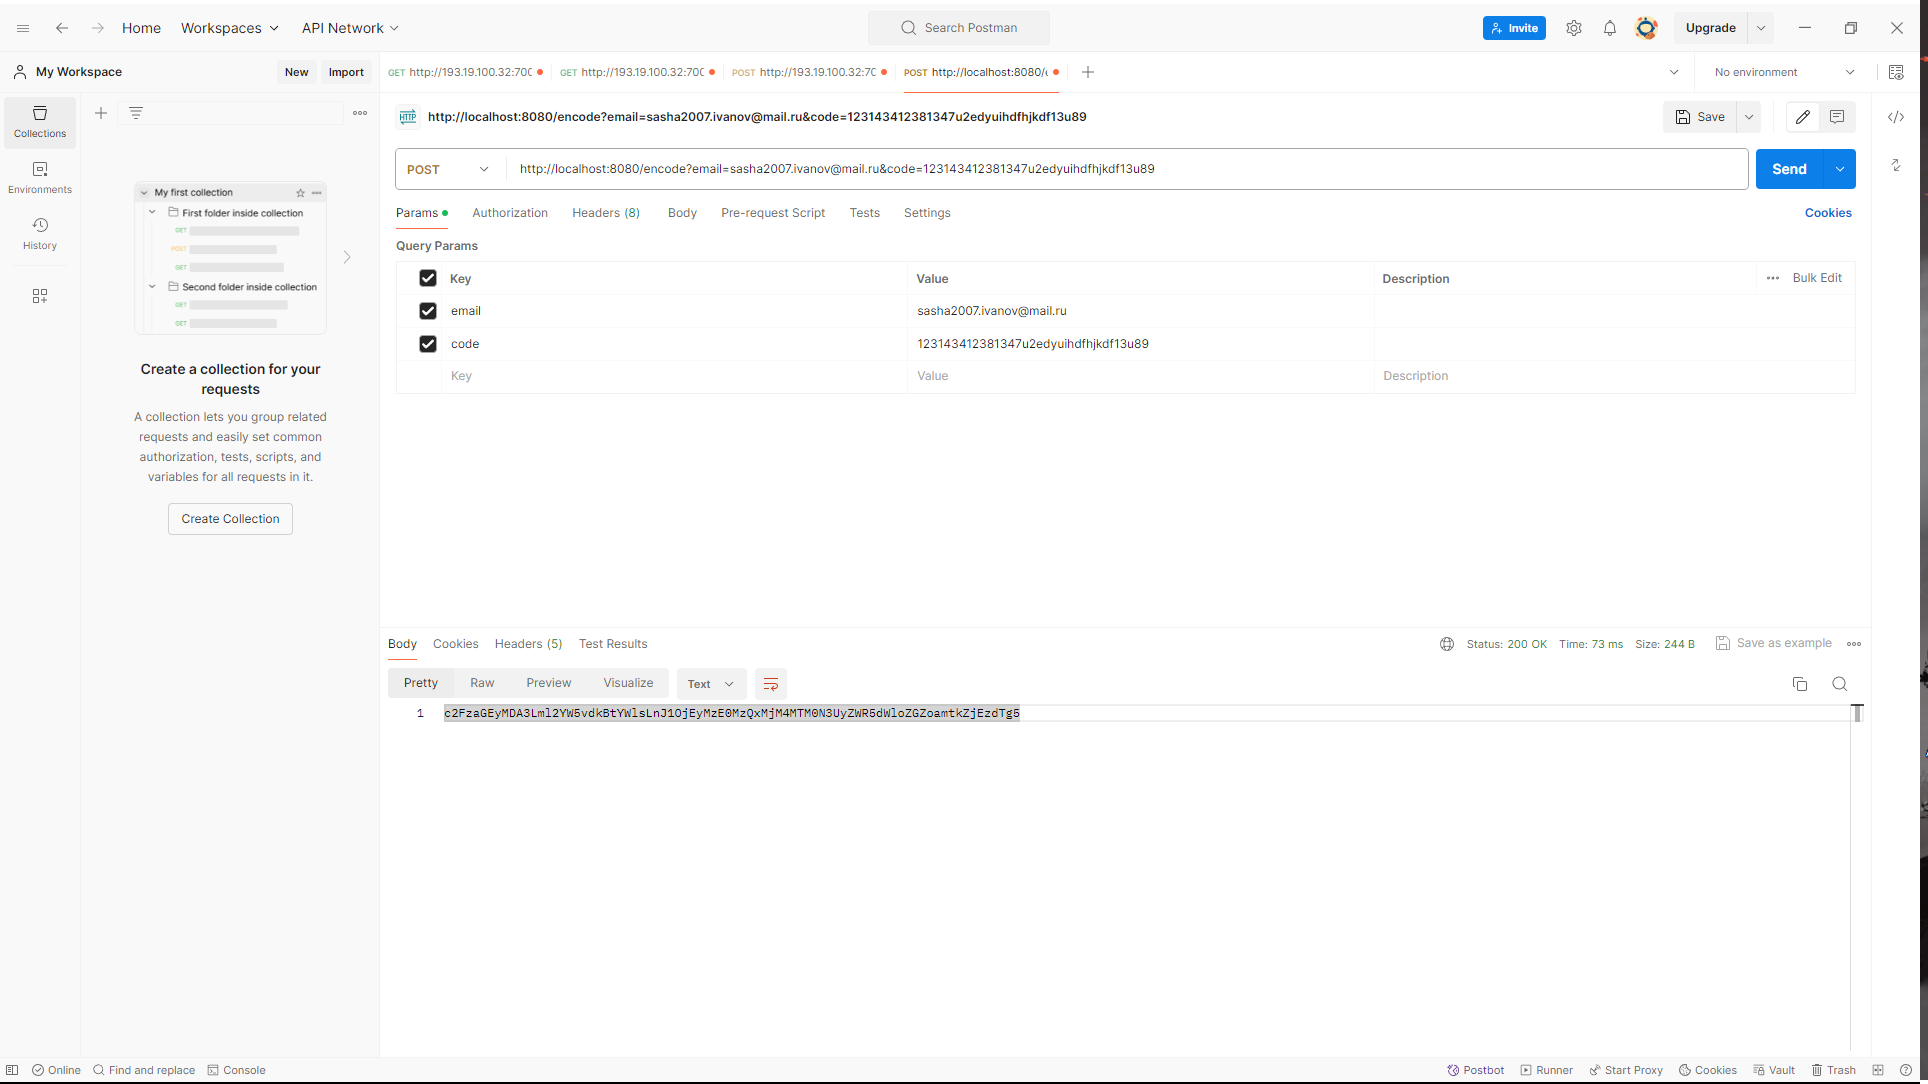 Home Workspaces API Network Search Postman Invite Upgrade
My Workspace New Import GET http://193.19.100.32:70 GET http://193.19.100.32:70 POST http://193.19.100.32:70 POST http://localhost:8080/ No environment
Collections
Environments
History
My first collection
First folder inside collection
GET
POST
GET
Second folder inside collection
GET
GET
Create a collection for your
requests
A collection lets you group related
requests and easily set common
authorization, tests, scripts, and
variables for all requests in it.
Create Collection
HTTP http://localhost:8080/encode?email=sasha2007.ivanov@mail.ru&code=123143412381347u2edyuihdfhjkdf13u89 Save
POST http://localhost:8080/encode?email=sasha2007.ivanov@mail.ru&code=123143412381347u2edyuihdfhjkdf13u89 Send
Params Authorization Headers (8) Body Pre-request Script Tests Settings Cookies
Query Params
Key Value Description Bulk Edit
email sasha2007.ivanov@mail.ru
code 123143412381347u2edyuihdfhjkdf13u89
Key Value Description
Body Cookies Headers (5) Test Results Status: 200 OK Time: 73 ms Size: 244 B Save as example
Pretty Raw Preview Visualize Text
1 c2FzaGEyMDA3Lml2YW5vdkBtYWlsLnJ1OjEyMzE0MzQxMjM4MTM0N3UyZWR5dWloZGZoamtkZjEzdTg5
Online Find and replace Console Postbot Runner Start Proxy Cookies Vault Trash